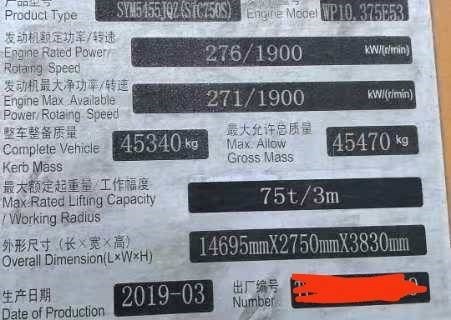 Product Type SYM5455JQZ(STC750S) Engine Model WP10.375E53
发动机额定功率/转速
Engine Rated Power/ 276/1900 kW/(r/min)
Rotang Speed
发动机最大净功率/转速
Engine Max. Available 271/1900 kW/(r/min)
Power/Rotating Speed
整车整备质量 最大允许总质量
Complete Vehicle 45340 kg Max. Allow 45470 kg
Kerb Mass Gross Mass
最大额定起重量/工作幅度
Max.Rated Lifting Capacity 75t/3m
/ Working Radius
外形尺寸(长×宽×高) 14695mmX2750mmX3830mm
Overall Dimension(L×W×H)
生产日期 2019-03 出厂编号
Date of Production Number